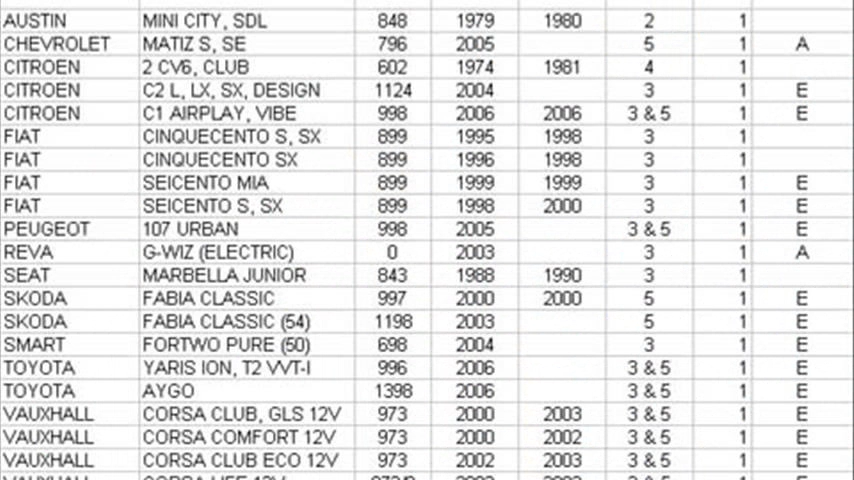 AUSTIN MINI CITY, SDL 848 1979 1980 2 1
CHEVROLET MATIZ S, SE 796 2005 5 1 A
CITROEN 2 CV6, CLUB 602 1974 1981 4 1
CITROEN C2 L, LX, SX, DESIGN 1124 2004 3 1 E
CITROEN C1 AIRPLAY, VIBE 998 2006 2006 3 & 5 1 E
FIAT CINQUECENTO S, SX 899 1995 1998 3 1
FIAT CINQUECENTO SX 899 1996 1998 3 1
FIAT SEICENTO MIA 899 1999 1999 3 1 E
FIAT SEICENTO S, SX 899 1998 2000 3 1 E
PEUGEOT 107 URBAN 998 2005 3 & 5 1 E
REVA G-WIZ (ELECTRIC) 0 2003 3 1 A
SEAT MARBELLA JUNIOR 843 1988 1990 3 1
SKODA FABIA CLASSIC 997 2000 2000 5 1 E
SKODA FABIA CLASSIC (54) 1198 2003 5 1 E
SMART FORTWO PURE (50) 698 2004 3 1 E
TOYOTA YARIS ION, T2 VVT-I 996 2006 3 & 5 1 E
TOYOTA AYGO 1398 2006 3 & 5 1 E
VAUXHALL CORSA CLUB, GLS 12V 973 2000 2003 3 & 5 1 E
VAUXHALL CORSA COMFORT 12V 973 2000 2002 3 & 5 1 E
VAUXHALL CORSA CLUB ECO 12V 973 2002 2003 3 & 5 1 E